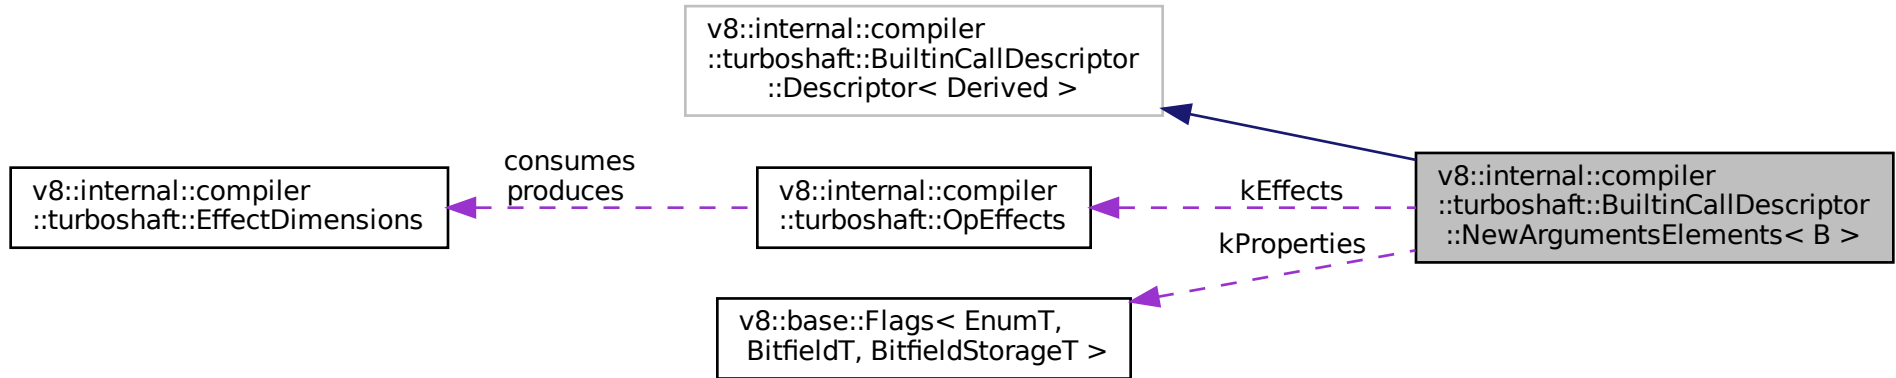 v8::internal::compiler
::turboshaft::BuiltinCallDescriptor
::Descriptor< Derived >
v8::internal::compiler
::turboshaft::EffectDimensions
consumes
produces
v8::internal::compiler
::turboshaft::OpEffects
kEffects
kProperties
v8::internal::compiler
::turboshaft::BuiltinCallDescriptor
::NewArgumentsElements< B >
v8::base::Flags< EnumT,
BitfieldT, BitfieldStorageT >